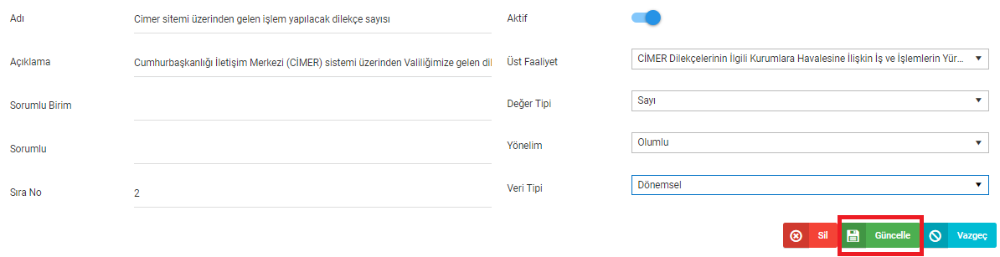 Adı
Cimer sitemi üzerinden gelen işlem yapılacak dilekçe sayısı
Açıklama
Cumhurbaşkanlığı İletişim Merkezi (CİMER) sistemi üzerinden Valiliğimize gelen dil
Sorumlu Birim
Sorumlu
Sıra No
2
Aktif
Üst Faaliyet
CİMER Dilekçelerinin İlgili Kurumlara Havalesine İlişkin İş ve İşlemlerin Yür...
Değer Tipi
Sayı
Yönelim
Olumlu
Veri Tipi
Dönemsel
Sil
Güncelle
Vazgeç